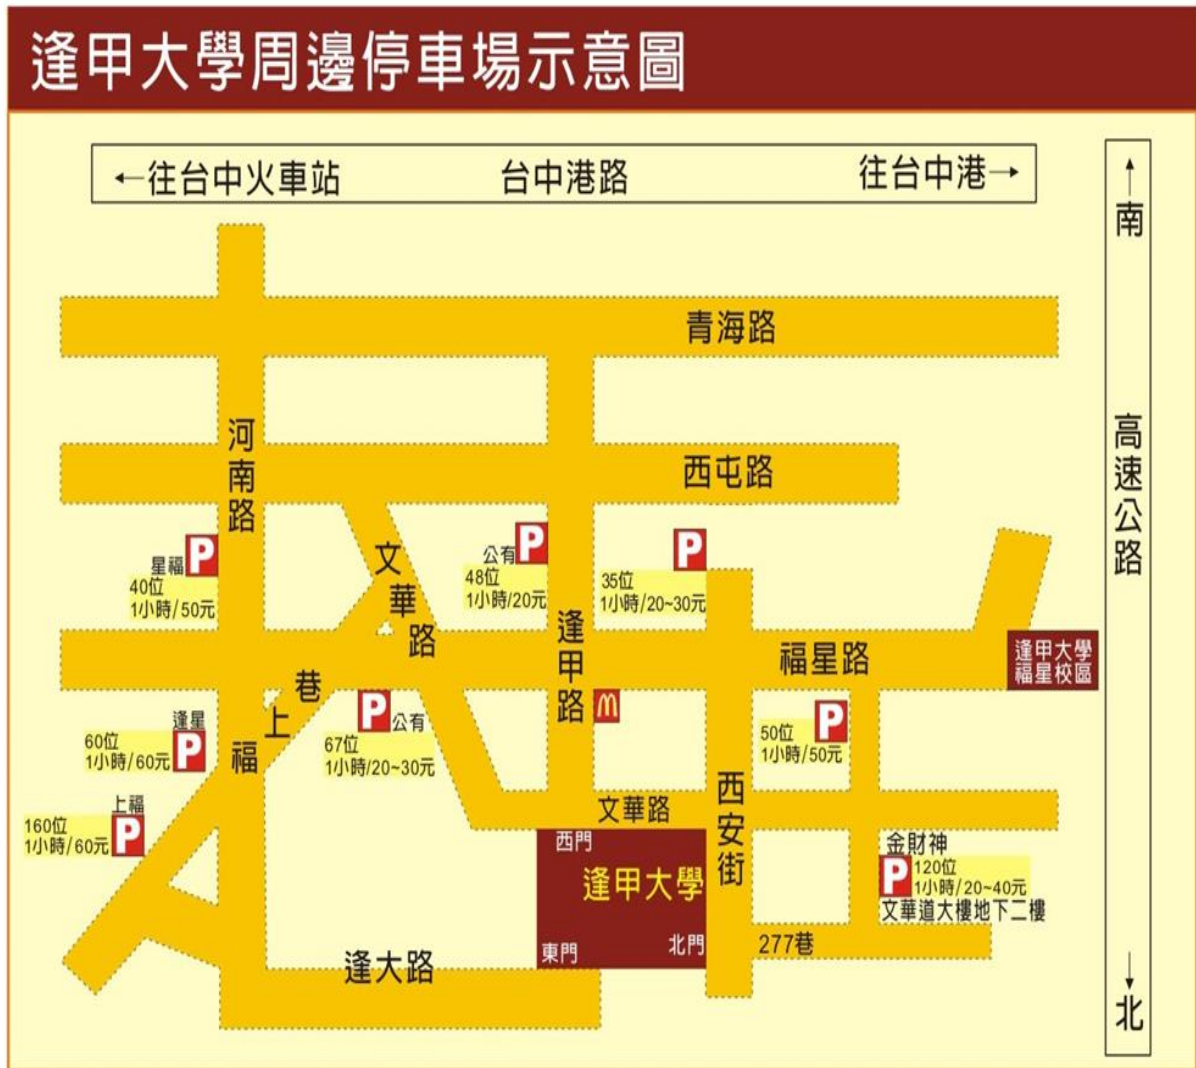 逢甲大學周邊停車場示意圖
←往台中火車站
台中港路
往台中港→
↑南
高速公路
↓北
青海路
河南路
西屯路
文華路
星福
P
40位
1小時/50元
公有
P
48位
1小時/20元
P
35位
1小時/20~30元
逢甲路
福星路
逢甲大學
福星校區
福上巷
逢星
P
60位
1小時/60元
P
公有
67位
1小時/20~30元
P
50位
1小時/50元
上福
P
160位
1小時/60元
文華路
西安街
西門
逢甲大學
東門
北門
金財神
P
120位
1小時/20~40元
文華道大樓地下二樓
277巷
逢大路